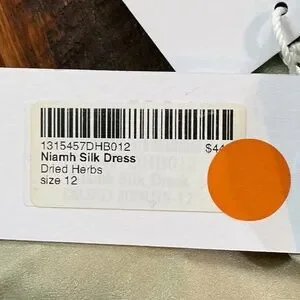 1315457DHB012
Niamh Silk Dress
Dried Herbs
size 12